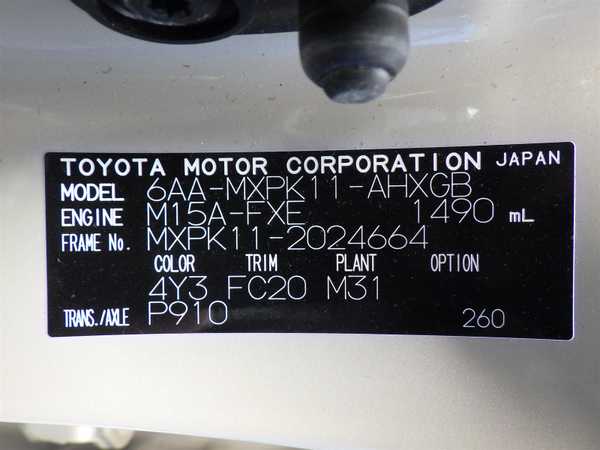 TOYOTA MOTOR CORPORATION JAPAN
MODEL 6AA-MXPK11-AHXGB
ENGINE M15A-FXE 1490 mL
FRAME No. MXPK11-2024664
COLOR TRIM PLANT OPTION
4Y3 FC20 M31
TRANS./AXLE P910 260